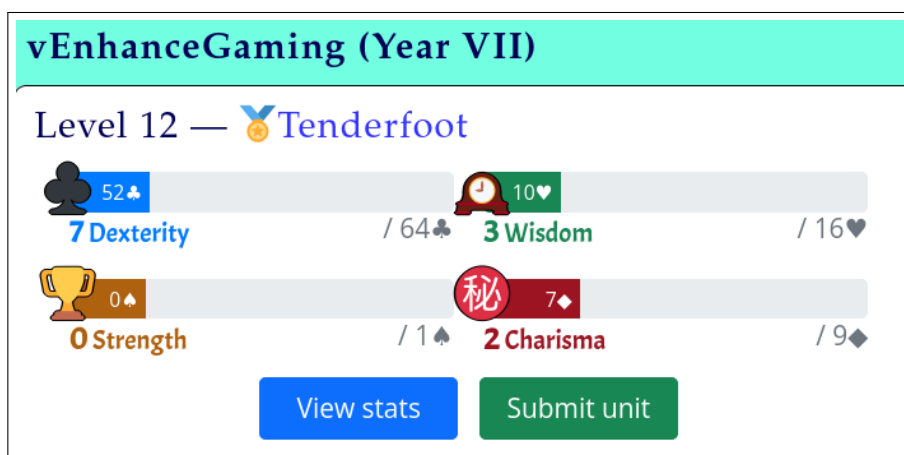 vEnhanceGaming (Year VII)
Level 12 — 🏅Tenderfoot
52♣
7 Dexterity / 64♣
10♥
3 Wisdom / 16♥
0♠
0 Strength / 1♠
秘 7◆
2 Charisma / 9◆
View stats
Submit unit